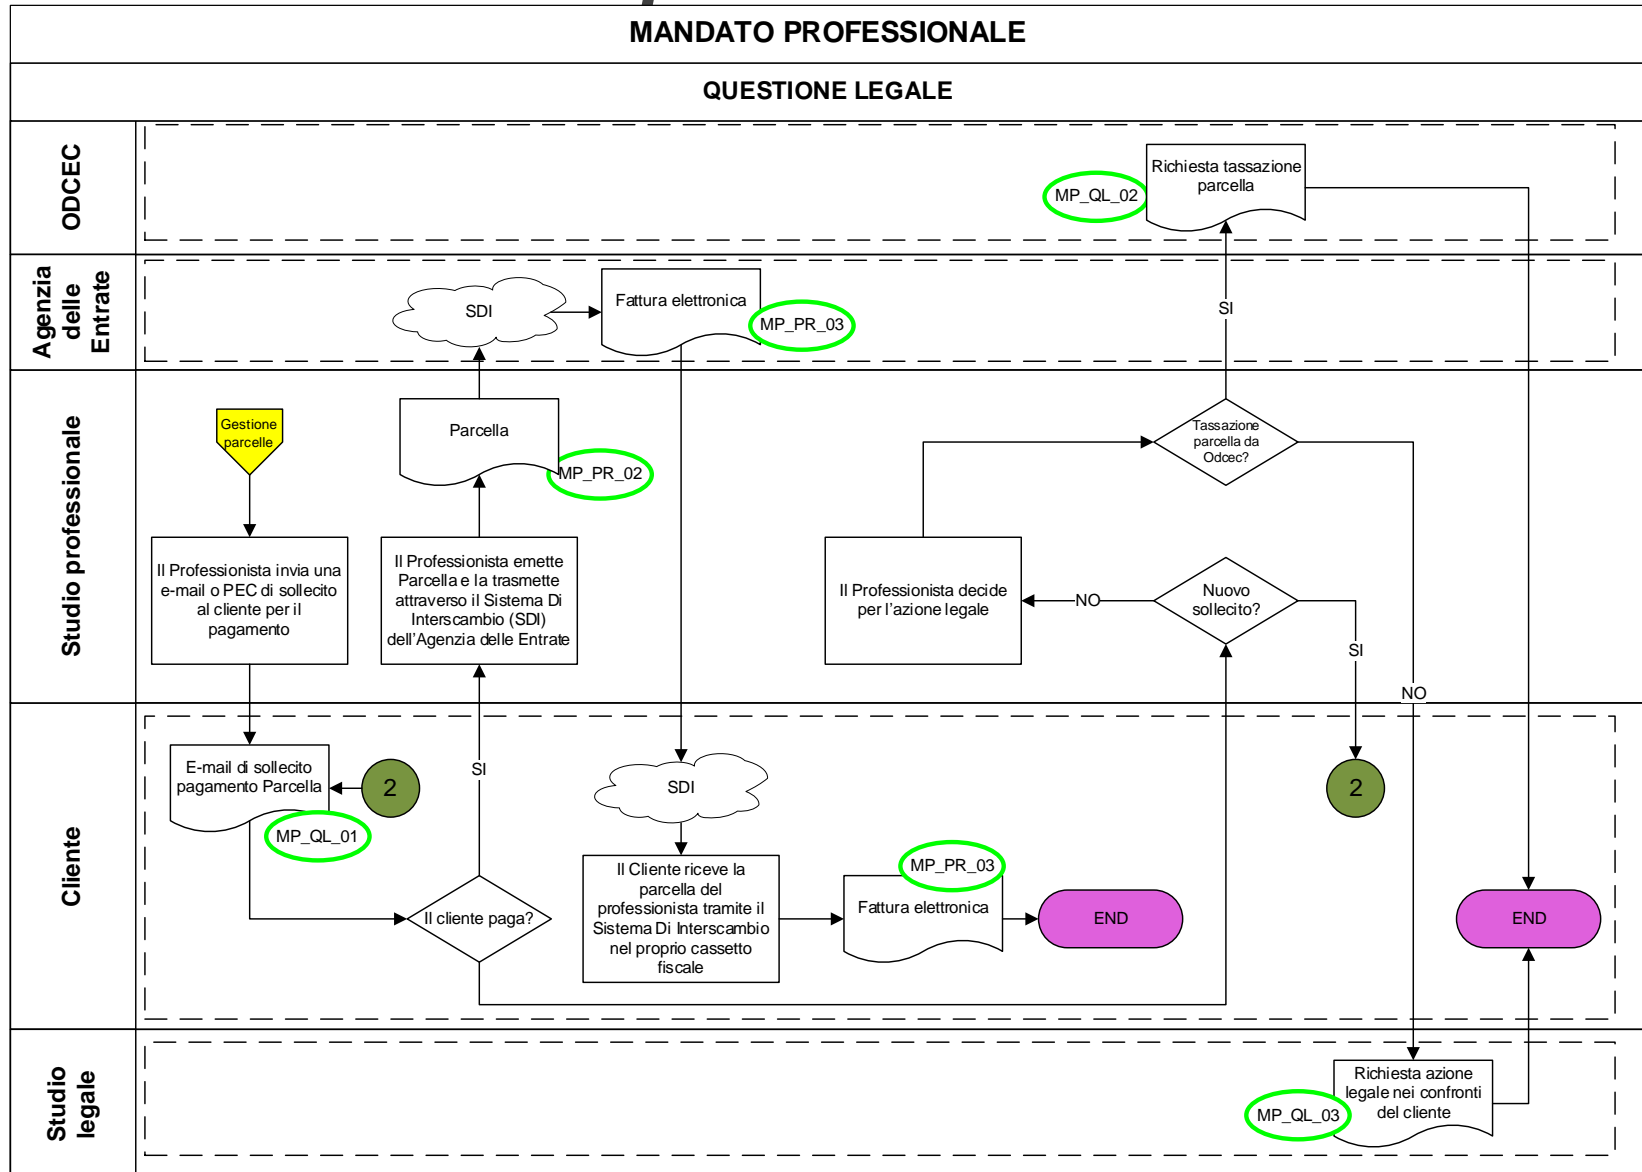 MANDATO PROFESSIONALE
QUESTIONE LEGALE
ODCEC
Richiesta tassazione
parcella
MP_QL_02
Agenzia
delle
Entrate
SDI
Fattura elettronica
MP_PR_03
SI
Studio professionale
Gestione
parcelle
Parcella
MP_PR_02
Tassazione
parcella da
Odcec?
Il Professionista invia una
e-mail o PEC di sollecito
al cliente per il
pagamento
Il Professionista emette
Parcella e la trasmette
attraverso il Sistema Di
Interscambio (SDI)
dell'Agenzia delle Entrate
Il Professionista decide
per l'azione legale
NO
Nuovo
sollecito?
SI
NO
Cliente
E-mail di sollecito
pagamento Parcella
2
MP_QL_01
SI
SDI
2
Il cliente paga?
Il Cliente riceve la
parcella del
professionista tramite il
Sistema Di Interscambio
nel proprio cassetto
fiscale
MP_PR_03
Fattura elettronica
END
END
Studio
legale
Richiesta azione
legale nei confronti
del cliente
MP_QL_03